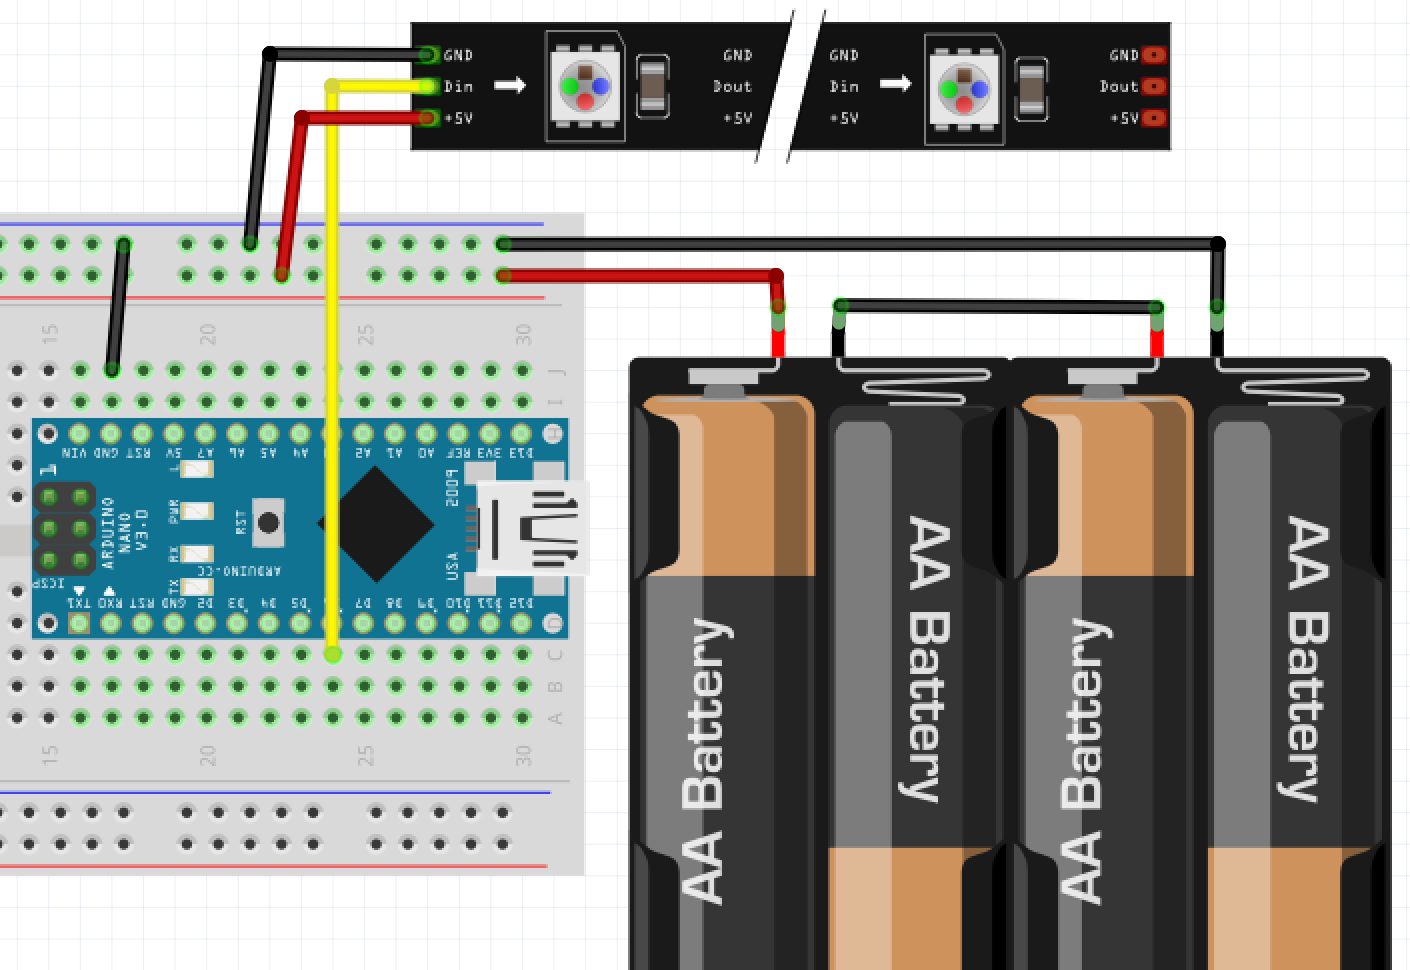 GND
Din
+5V
GND
Dout
+5V
GND
Din
+5V
GND
Dout
+5V
15
20
25
30
J
I
H
VIN
GND
RST
5V
A7
A6
A5
A4
A2
A1
A0
REF
3V3
D13
1
L
PWR
RX
TX
RST
ARDUINO
NANO
V3.0
ARDUINO.CC
2009
USA
ICSP
TX1
RX0
RST
GND
D2
D3
D4
D5
D7
D8
D9
D10
D11
D12
D
C
B
A
15
20
25
30
AA Battery
AA Battery
AA Battery
AA Battery